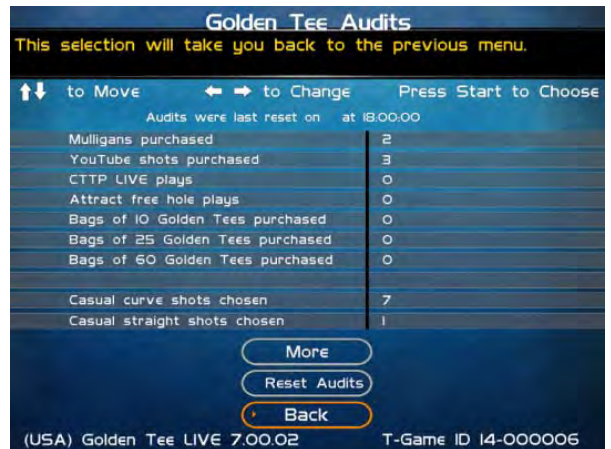 Golden Tee Audits
This selection will take you back to the previous menu.
to Move to Change Press Start to Choose
Audits were last reset on at 18:00:00
Mulligans purchased 2
YouTube shots purchased 3
CTTP LIVE plays 0
Attract free hole plays 0
Bags of 10 Golden Tees purchased 0
Bags of 25 Golden Tees purchased 0
Bags of 60 Golden Tees purchased 0
Casual curve shots chosen 7
Casual straight shots chosen 1
More
Reset Audits
Back
(USA) Golden Tee LIVE 7.00.02 T-Game ID 14-000006